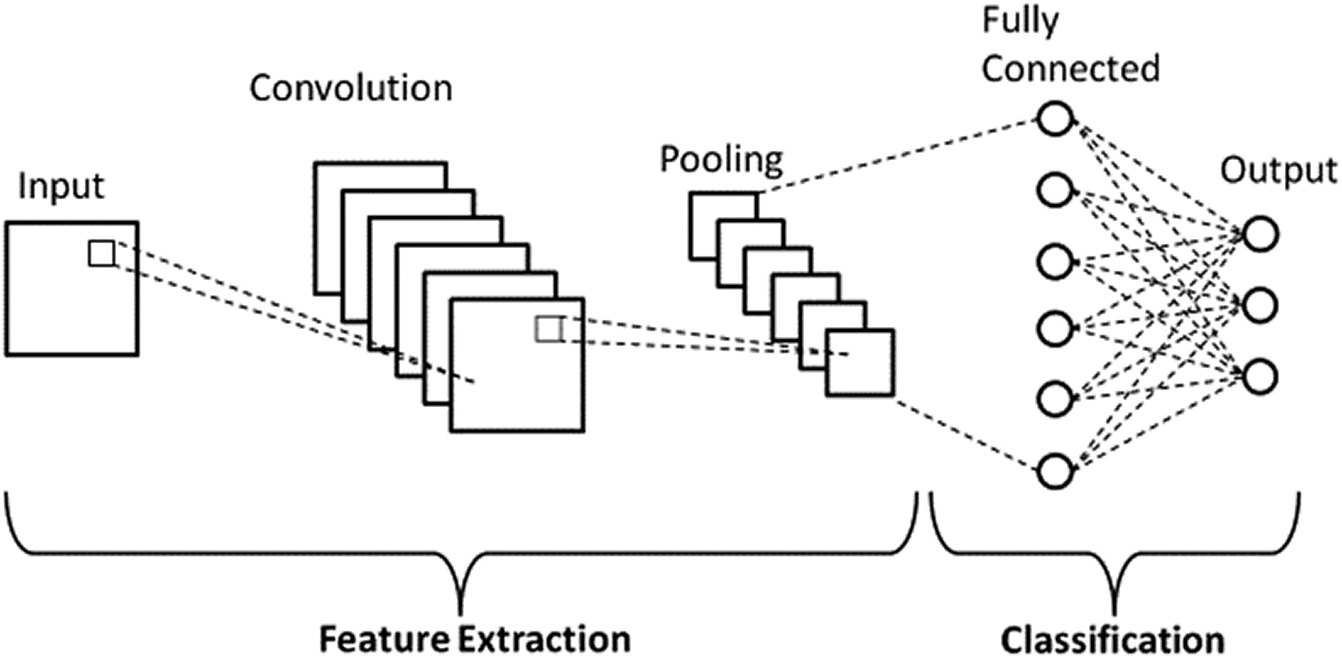 Input
Convolution
Pooling
Fully
Connected
Output
Feature Extraction
Classification